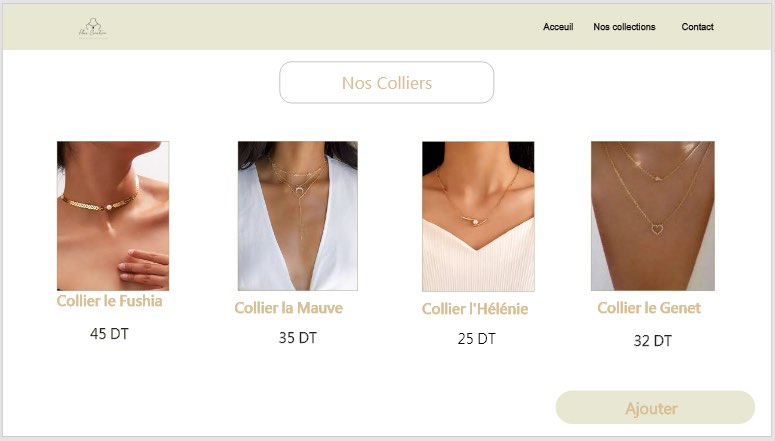 Acceuil
Nos collections
Contact
Nos Colliers
Collier le Fushia
Collier la Mauve
Collier l'Hélénie
Collier le Genet
45 DT
35 DT
25 DT
32 DT
Ajouter